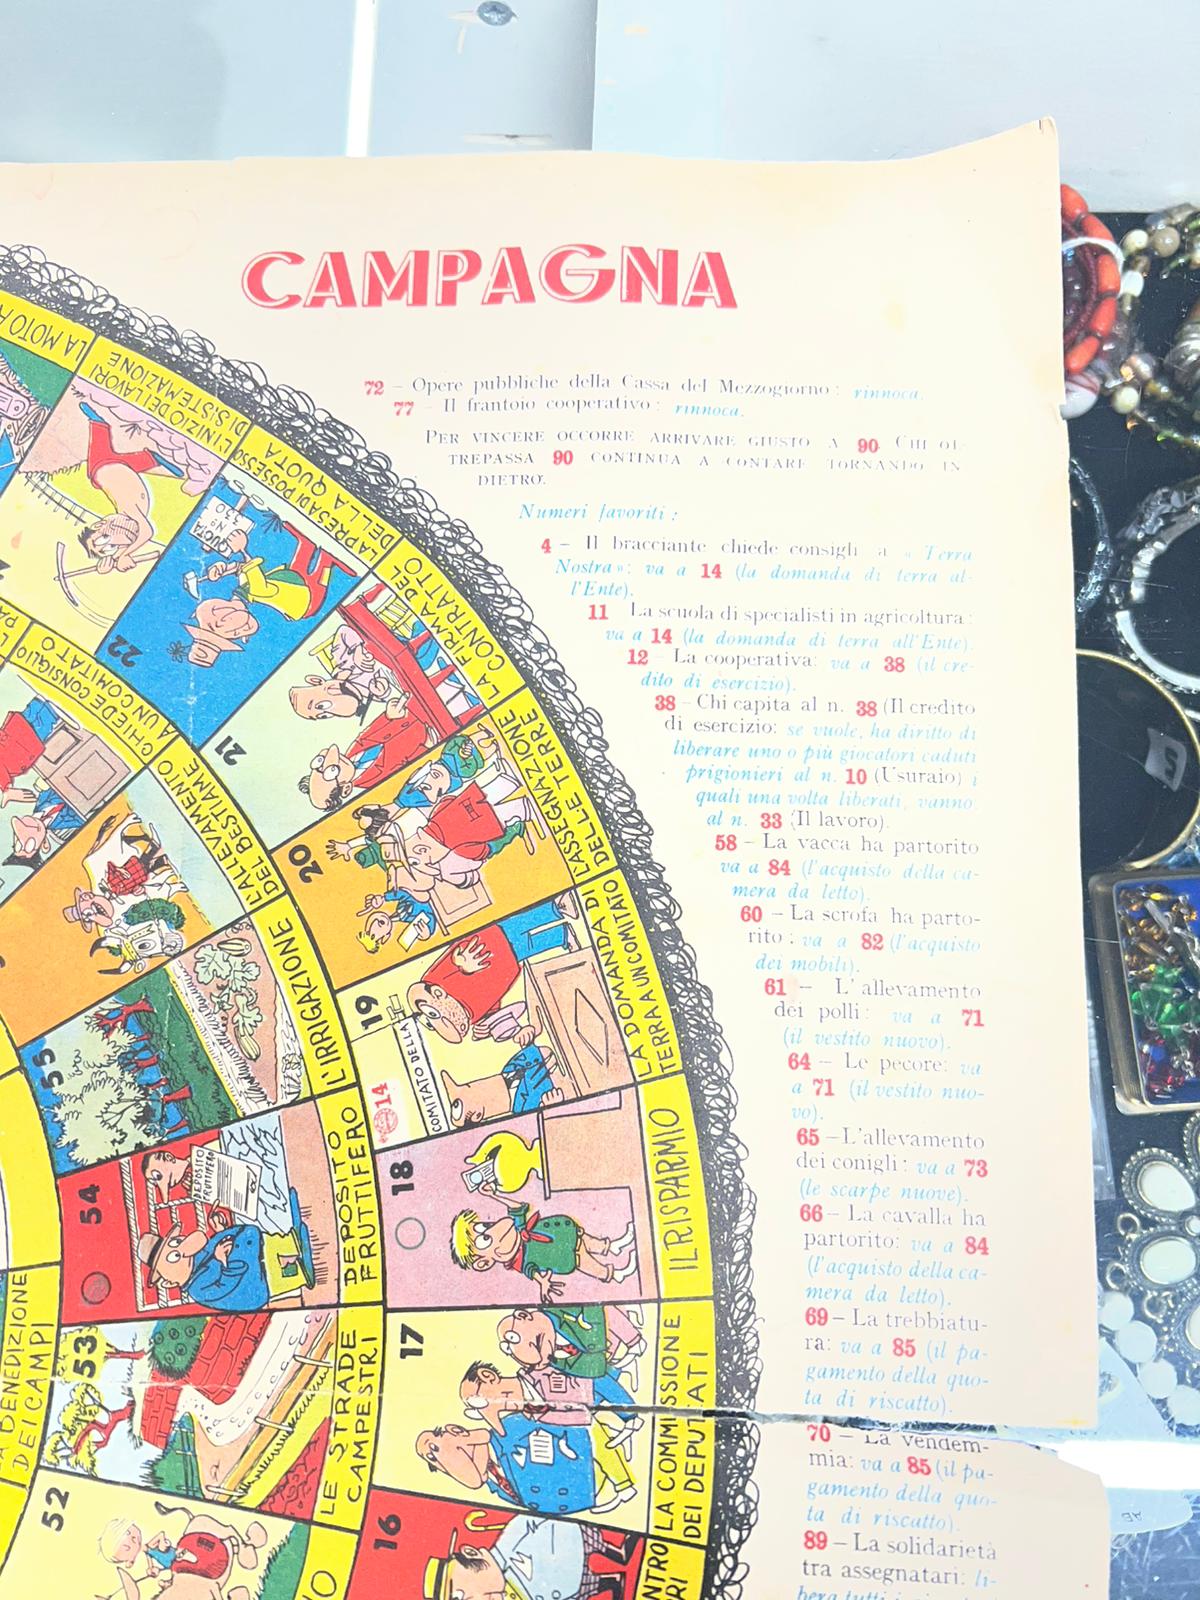 CAMPAGNA
72 – Opere pubbliche della Cassa del Mezzogiorno: rinnoca.
77 – Il frantoio cooperativo: rinnoca.
PER VINCERE OCCORRE ARRIVARE GIUSTO A 90 CHI OL-
TREPASSA 90 CONTINUA A CONTARE TORNANDO IN
DIETRO.
Numeri favoriti:
4 – Il bracciante chiede consigli a « Terra
Nostra»: va a 14 (la domanda di terra al-
l'Ente).
11 La scuola di specialisti in agricoltura:
va a 14 (la domanda di terra all'Ente).
12 – La cooperativa: va a 38 (il cre-
dito di esercizio).
38 – Chi capita al n. 38 (Il credito
di esercizio: se vuole, ha diritto di
liberare uno o più giocatori caduti
prigionieri al n. 10 (Usuraio) i
quali una volta liberati, vanno
al n. 33 (Il lavoro).
58 – La vacca ha partorito
va a 84 (l'acquisto della ca-
mera da letto).
60 – La scrofa ha parto-
rito: va a 82 (l'acquisto
dei mobili).
61 – L'allevamento
dei polli: va a 71
(il vestito nuovo).
64 – Le pecore: va
a 71 (il vestito nuo-
vo).
65 – L'allevamento
dei conigli: va a 73
(le scarpe nuove).
66 – La cavalla ha
partorito: va a 84
(l'acquisto della ca-
mera da letto).
69 – La trebbiatu-
ra: va a 85 (il pa-
gamento della quo-
ta di riscatto).
70 – La vendem-
mia: va a 85 (il pa-
gamento della quo-
ta di riscatto).
89 – La solidarietà
tra assegnatari: li-
bera tutti i
LA MOTO A
L'INIZIO DEI LAVORI
DI SISTEMAZIONE
LA PRESA DI POSSESSO
DELLA QUOTA
22
QUOTA
No
330
LA FIRMA DEL
CONTRATTO
21
L'ASSEGNAZIONE
DELLE TERRE
20
LA DOMANDA DI
TERRA A UN COMITATO
19
COMITATO DELLA
14
IL RISPARMIO
18
LA COMMISSIONE
DEI DEPUTATI
17
16
CHIEDE CONSIGLIO
A UN COMITATO
L'ALLEVAMENTO
DEL BESTIAME
L'IRRIGAZIONE
55
DEPOSITO
FRUTTIFERO
54
DEPOSITO
FRUTTIFERO
LE STRADE
CAMPESTRI
53
52
BENEDIZIONE
DEI CAMPI